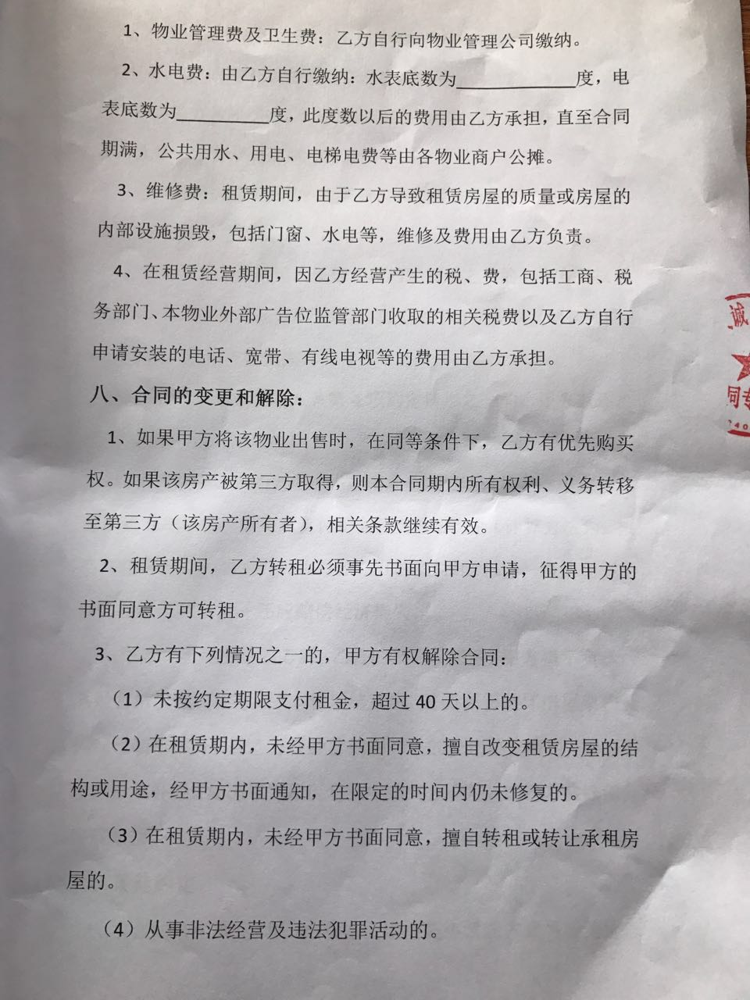 1、物业管理费及卫生费：乙方自行向物业管理公司缴纳。
2、水电费：由乙方自行缴纳：水表底数为____________度，电
表底数为__________度，此度数以后的费用由乙方承担，直至合同
期满，公共用水、用电、电梯电费等由各物业商户公摊。
3、维修费：租赁期间，由于乙方导致租赁房屋的质量或房屋的
内部设施损毁，包括门窗、水电等，维修及费用由乙方负责。
4、在租赁经营期间，因乙方经营产生的税、费，包括工商、税
务部门、本物业外部广告位监管部门收取的相关税费以及乙方自行
申请安装的电话、宽带、有线电视等的费用由乙方承担。
八、合同的变更和解除：
1、如果甲方将该物业出售时，在同等条件下，乙方有优先购买
权。如果该房产被第三方取得，则本合同期内所有权利、义务转移
至第三方（该房产所有者），相关条款继续有效。
2、租赁期间，乙方转租必须事先书面向甲方申请，征得甲方的
书面同意方可转租。
3、乙方有下列情况之一的，甲方有权解除合同：
（1）未按约定期限支付租金，超过 40 天以上的。
（2）在租赁期内，未经甲方书面同意，擅自改变租赁房屋的结
构或用途，经甲方书面通知，在限定的时间内仍未修复的。
（3）在租赁期内，未经甲方书面同意，擅自转租或转让承租房
屋的。
（4）从事非法经营及违法犯罪活动的。
诚
同专